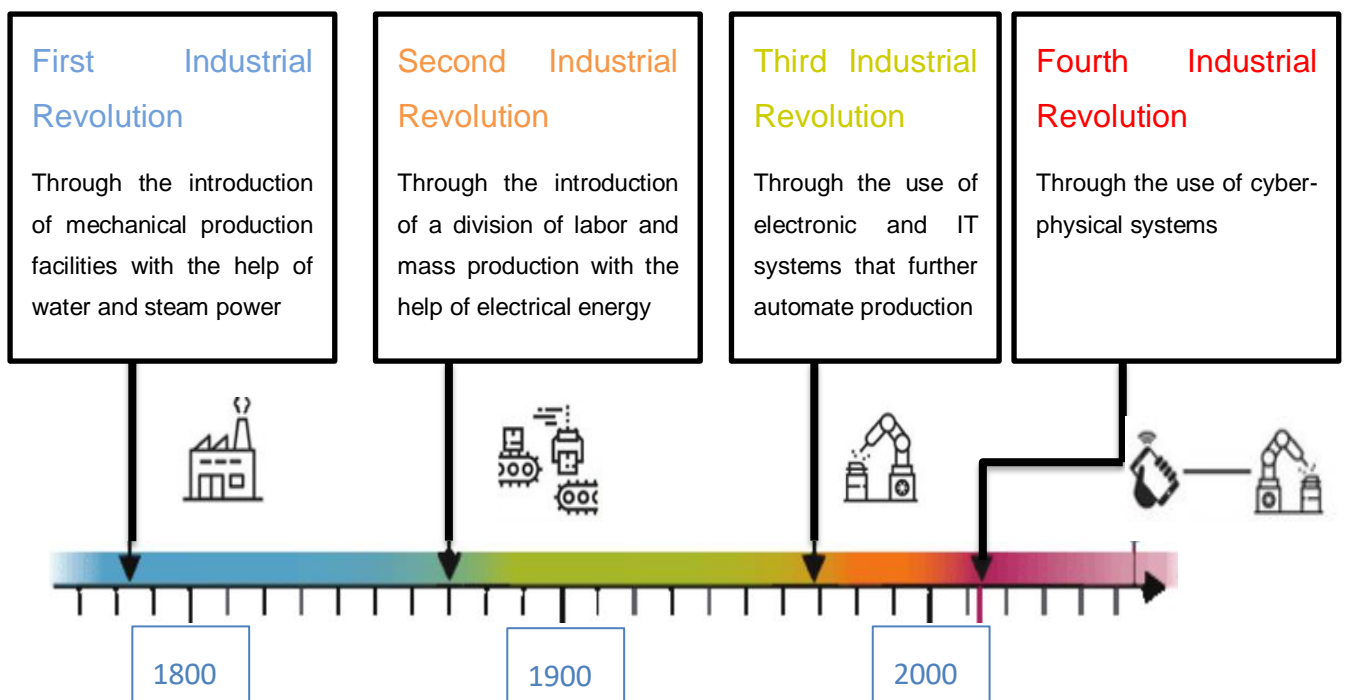 First Industrial
Revolution
Through the introduction
of mechanical production
facilities with the help of
water and steam power
Second Industrial
Revolution
Through the introduction
of a division of labor and
mass production with the
help of electrical energy
Third Industrial
Revolution
Through the use of
electronic and IT
systems that further
automate production
Fourth Industrial
Revolution
Through the use of cyber-
physical systems
1800
1900
2000